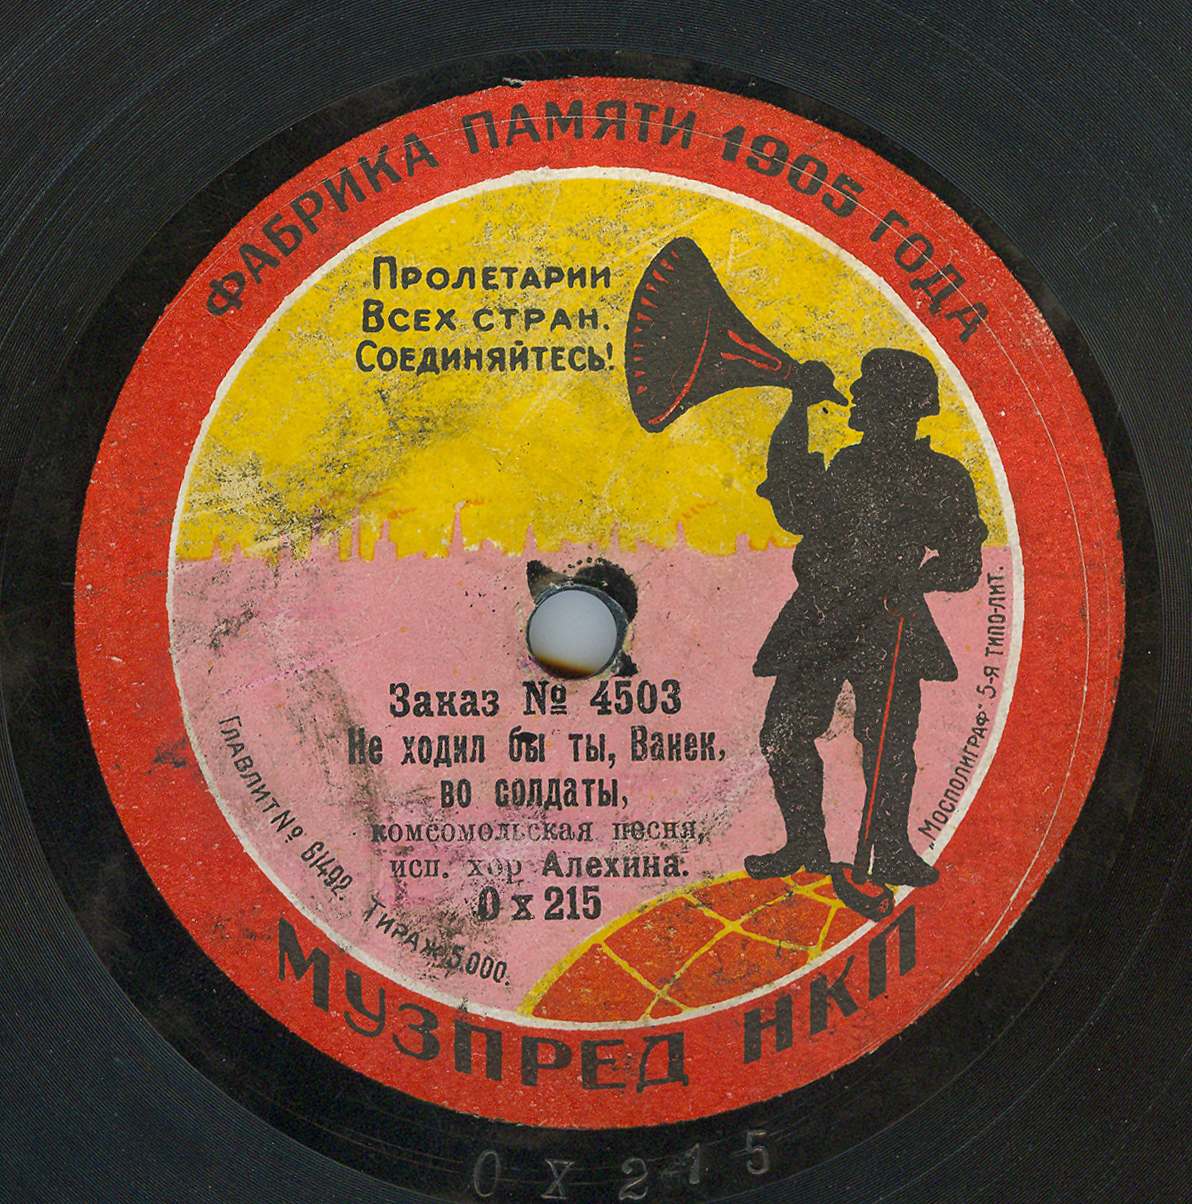 ФАБРИКА ПАМЯТИ 1905 ГОДА
ПРОЛЕТАРИИ
ВСЕХ СТРАН.
СОЕДИНЯЙТЕСЬ!
Заказ № 4503
Не ходил бы ты, Ванек,
во солдаты,
комсомольская песня,
исп. хор Алехина.
0 х 215
ГЛАВЛИТ № 61492. ТИРАЖ 5.000.
„МОСПОЛИГРАФ" 5-Я ТИПО-ЛИТ.
МУЗПРЕД НКП
0 X 215